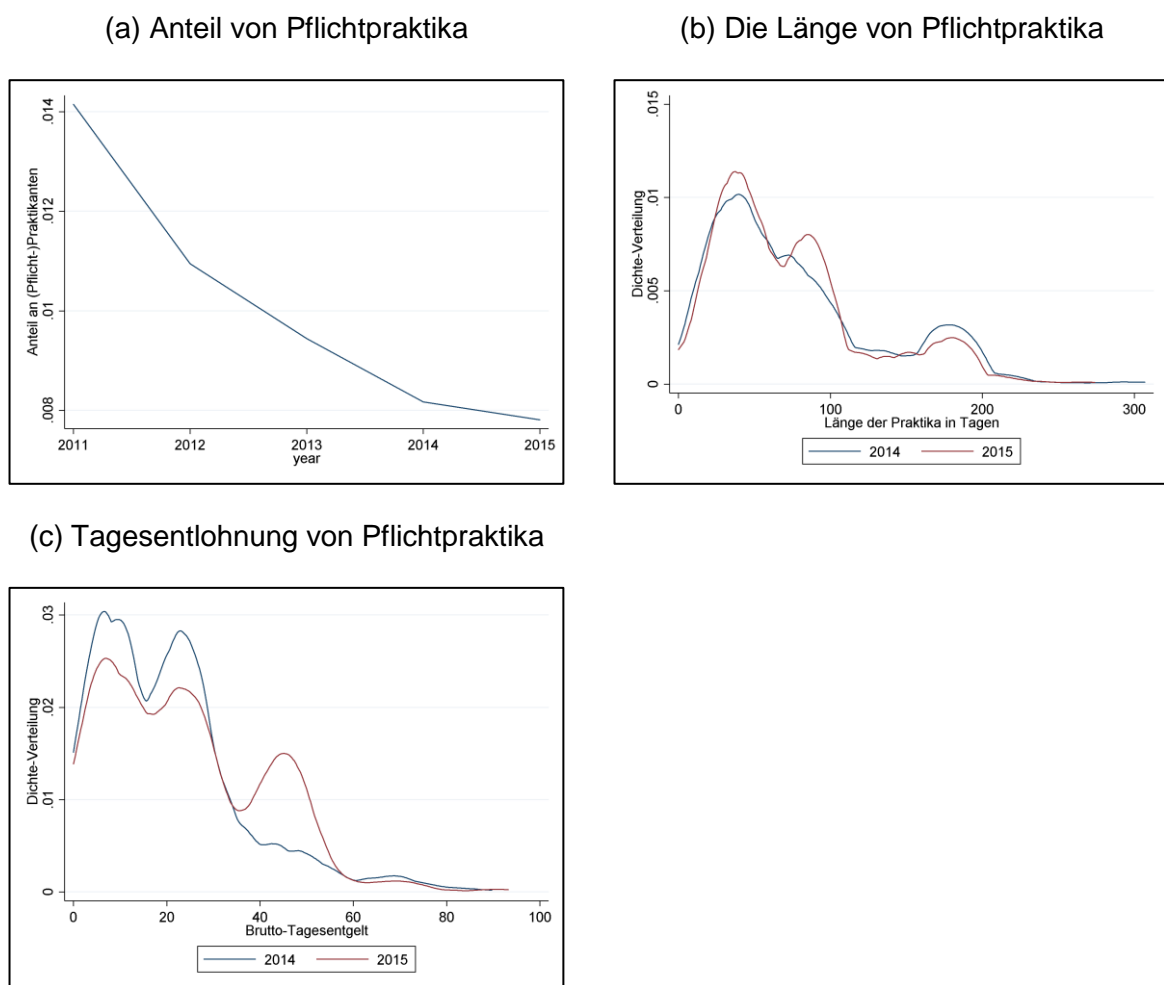 (a) Anteil von Pflichtpraktika
Anteil an (Pflicht-)Praktikanten
.014
.012
.01
.008
2011 2012 2013 2014 2015
year
(b) Die Länge von Pflichtpraktika
Dichte-Verteilung
.015
.01
.005
0
0 100 200 300
Länge der Praktika in Tagen
2014 2015
(c) Tagesentlohnung von Pflichtpraktika
Dichte-Verteilung
.03
.02
.01
0
0 20 40 60 80 100
Brutto-Tagesentgelt
2014 2015